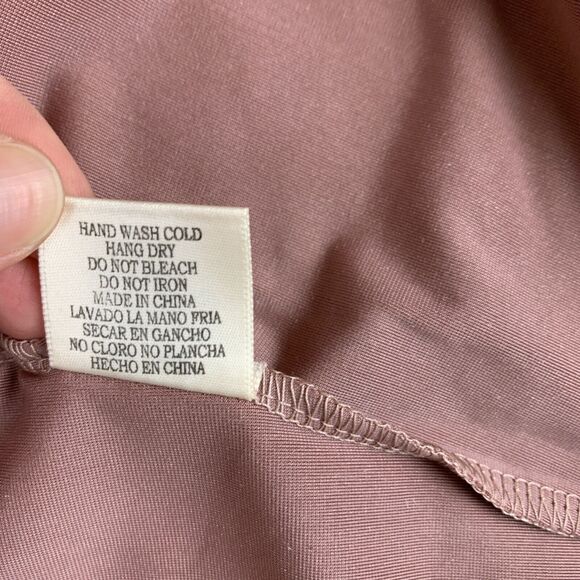 HAND WASH COLD
HANG DRY
DO NOT BLEACH
DO NOT IRON
MADE IN CHINA
LAVADO LA MANO FRIA
SECAR EN GANCHO
NO CLORO NO PLANCHA
HECHO EN CHINA